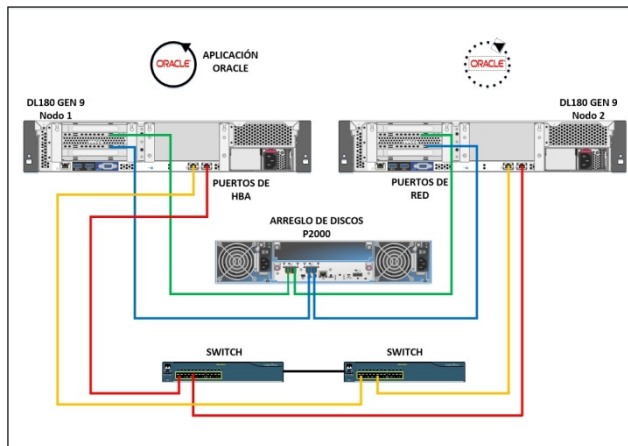 APLICACIÓN
ORACLE
ORACLE
ORACLE
DL180 GEN 9
Nodo 1
DL180 GEN 9
Nodo 2
PUERTOS DE
HBA
PUERTOS DE
RED
ARREGLO DE DISCOS
P2000
SWITCH
SWITCH